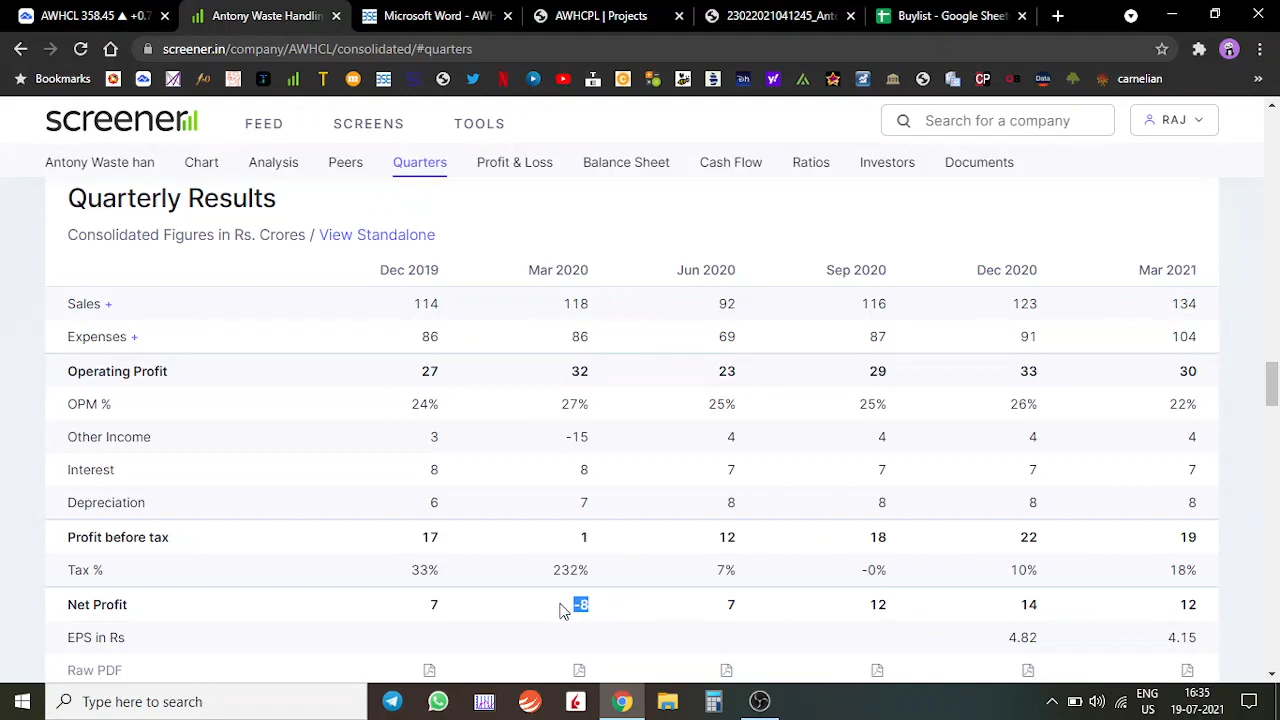 388.45 ▲ +0.7
Antony Waste Handlin
Microsoft Word - AWH
AWHCPL | Projects
23022021041245_Anto
Buylist - Google Sheet
screener.in/company/AWHCL/consolidated/#quarters
Bookmarks
carnelian
screener
FEED
SCREENS
TOOLS
Search for a company
RAJ
Antony Waste han
Chart
Analysis
Peers
Quarters
Profit & Loss
Balance Sheet
Cash Flow
Ratios
Investors
Documents
Quarterly Results
Consolidated Figures in Rs. Crores / View Standalone
Dec 2019 Mar 2020 Jun 2020 Sep 2020 Dec 2020 Mar 2021
Sales + 114 118 92 116 123 134
Expenses + 86 86 69 87 91 104
Operating Profit 27 32 23 29 33 30
OPM % 24% 27% 25% 25% 26% 22%
Other Income 3 -15 4 4 4 4
Interest 8 8 7 7 7 7
Depreciation 6 7 8 8 8 8
Profit before tax 17 1 12 18 22 19
Tax % 33% 232% 7% -0% 10% 18%
Net Profit 7 -8 7 12 14 12
EPS in Rs 4.82 4.15
Raw PDF
Type here to search
ENG
US
16:35
19-07-2021